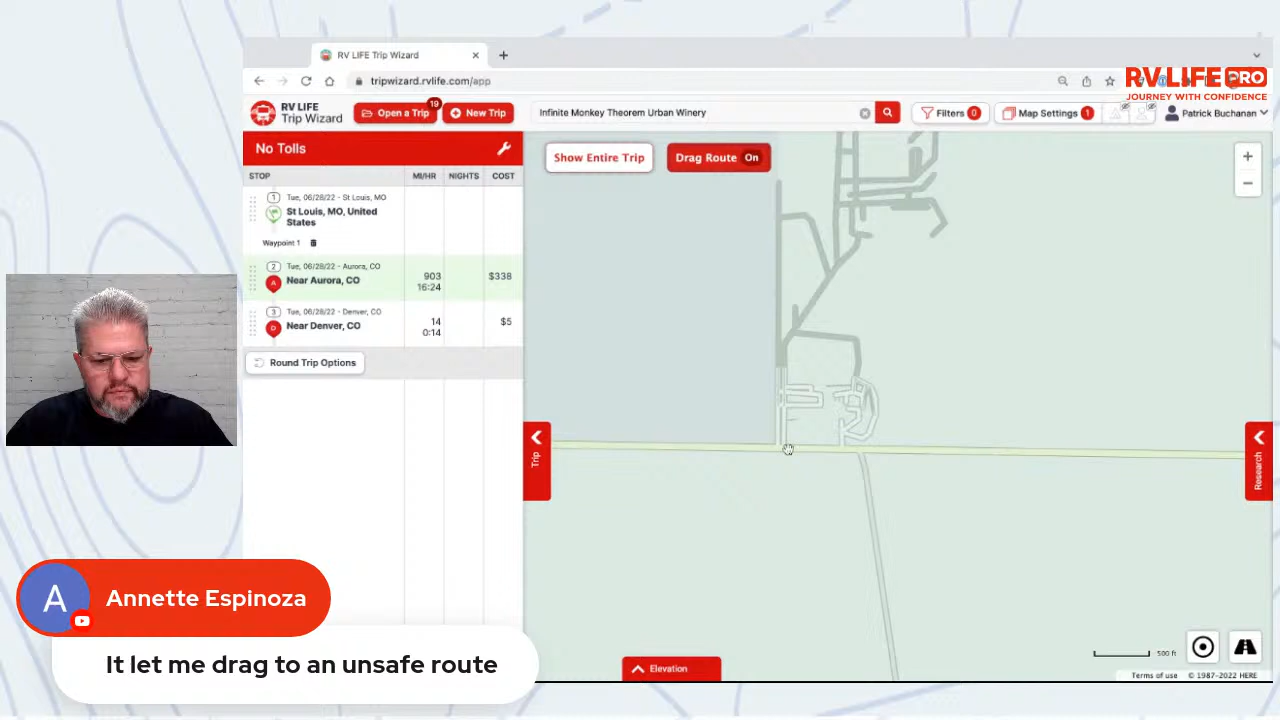 RV LIFE Trip Wizard
tripwizard.rvlife.com/app
RV LIFE PRO
JOURNEY WITH CONFIDENCE
RV LIFE
Trip Wizard
Open a Trip
19
New Trip
Infinite Monkey Theorem Urban Winery
Filters 0
Map Settings 1
Patrick Buchanan
No Tolls
STOP MI/HR NIGHTS COST
1 Tue, 06/28/22 - St Louis, MO
St Louis, MO, United
States
Waypoint 1
2 Tue, 06/28/22 - Aurora, CO
A Near Aurora, CO
903
16:24
$338
3 Tue, 06/28/22 - Denver, CO
D Near Denver, CO
14
0:14
$5
Round Trip Options
Show Entire Trip
Drag Route On
Trip
Research
Elevation
500 ft
Terms of use © 1987-2022 HERE
A
Annette Espinoza
It let me drag to an unsafe route